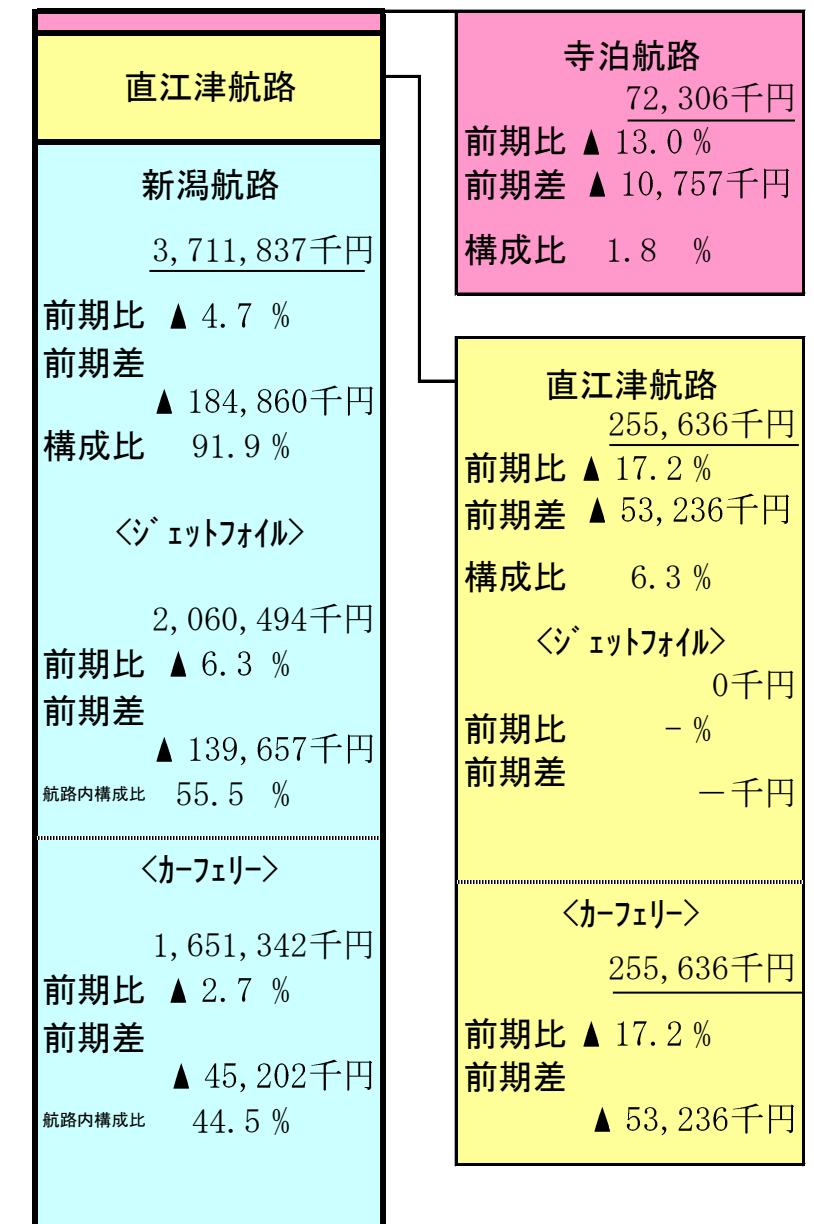 直江津航路
新潟航路
3,711,837千円
前期比 ▲ 4.7 %
前期差
▲ 184,860千円
構成比 91.9 %
<ｼﾞｪｯﾄﾌｫｲﾙ>
2,060,494千円
前期比 ▲ 6.3 %
前期差
▲ 139,657千円
航路内構成比 55.5 %
<ｶｰﾌｪﾘｰ>
1,651,342千円
前期比 ▲ 2.7 %
前期差
▲ 45,202千円
航路内構成比 44.5 %
寺泊航路
72,306千円
前期比 ▲ 13.0 %
前期差 ▲ 10,757千円
構成比 1.8 %
直江津航路
255,636千円
前期比 ▲ 17.2 %
前期差 ▲ 53,236千円
構成比 6.3 %
<ｼﾞｪｯﾄﾌｫｲﾙ>
0千円
前期比 - %
前期差
－千円
<ｶｰﾌｪﾘｰ>
255,636千円
前期比 ▲ 17.2 %
前期差
▲ 53,236千円